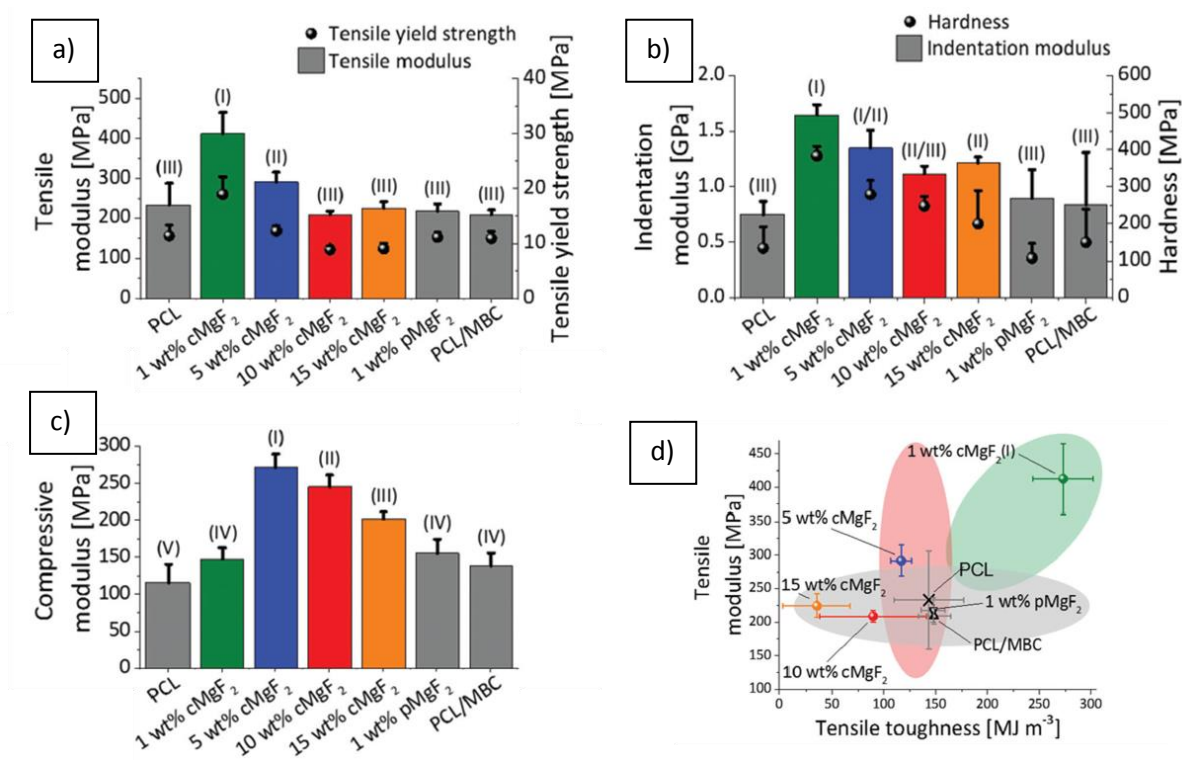 a)
Tensile yield strength
Tensile modulus
Tensile
modulus [MPa]
500
400
300
200
100
0
(III)
(I)
(II)
(III)
(III)
(III)
(III)
40
30
20
10
0
Tensile yield strength [MPa]
PCL
1 wt% cMgF₂
5 wt% cMgF₂
10 wt% cMgF₂
15 wt% cMgF₂
1 wt% pMgF₂
PCL/MBC
b)
Hardness
Indentation modulus
Indentation
modulus [GPa]
2.0
1.5
1.0
0.5
0.0
(III)
(I)
(I/II)
(II/III)
(II)
(III)
(III)
600
500
400
300
200
100
0
Hardness [MPa]
PCL
1 wt% cMgF₂
5 wt% cMgF₂
10 wt% cMgF₂
15 wt% cMgF₂
1 wt% pMgF₂
PCL/MBC
c)
Compressive
modulus [MPa]
300
250
200
150
100
50
0
(V)
(IV)
(I)
(II)
(III)
(IV)
(IV)
PCL
1 wt% cMgF₂
5 wt% cMgF₂
10 wt% cMgF₂
15 wt% cMgF₂
1 wt% pMgF₂
PCL/MBC
d)
Tensile
modulus [MPa]
450
400
350
300
250
200
150
100
1 wt% cMgF₂(I)
5 wt% cMgF₂
PCL
15 wt% cMgF₂
1 wt% pMgF₂
PCL/MBC
10 wt% cMgF₂
0
50
100
150
200
250
300
Tensile toughness [MJ m⁻³]